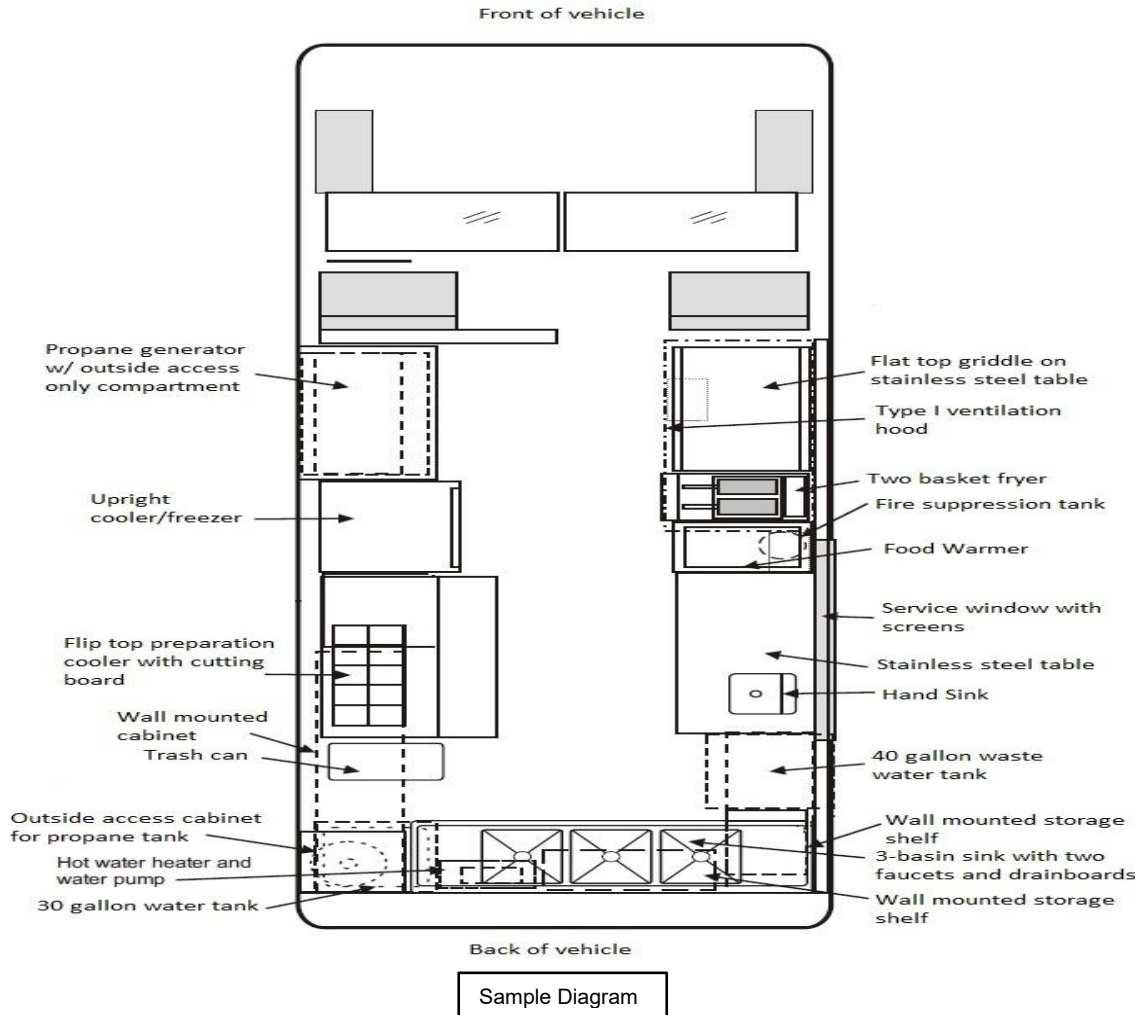 Front of vehicle
Propane generator
w/ outside access
only compartment
Upright
cooler/freezer
Flip top preparation
cooler with cutting
board
Wall mounted
cabinet
Trash can
Outside access cabinet
for propane tank
Hot water heater and
water pump
30 gallon water tank
Flat top griddle on
stainless steel table
Type I ventilation
hood
Two basket fryer
Fire suppression tank
Food Warmer
Service window with
screens
Stainless steel table
Hand Sink
40 gallon waste
water tank
Wall mounted storage
shelf
3-basin sink with two
faucets and drainboards
Wall mounted storage
shelf
Back of vehicle
Sample Diagram